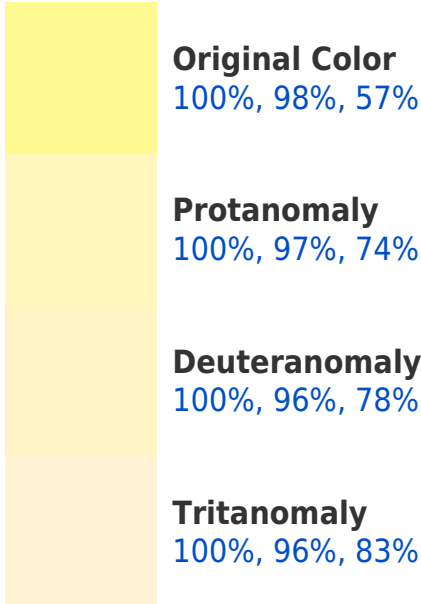 Original Color
100%, 98%, 57%
Protanomaly
100%, 97%, 74%
Deuteranomaly
100%, 96%, 78%
Tritanomaly
100%, 96%, 83%